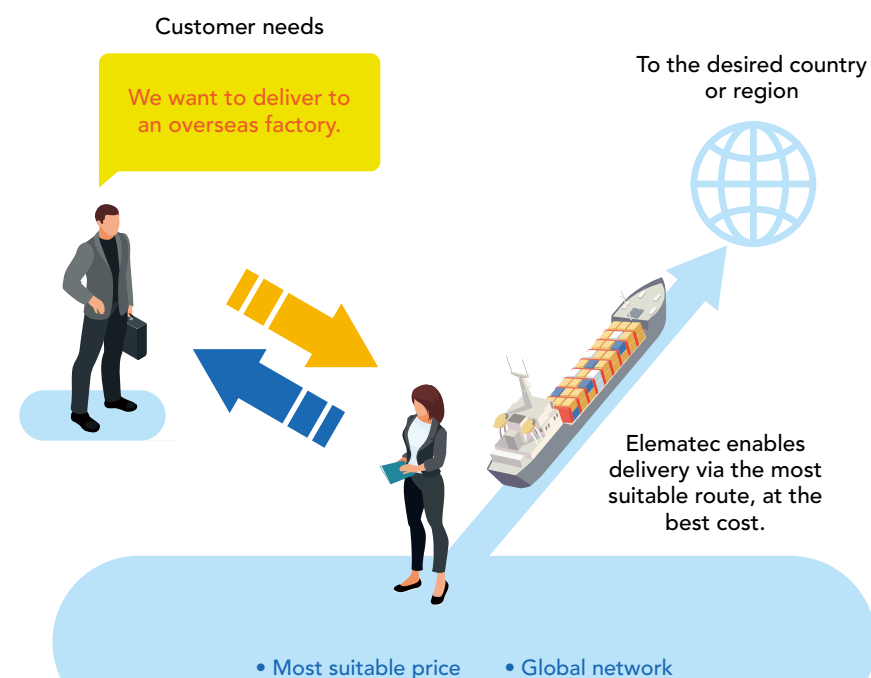 Customer needs
We want to deliver to
an overseas factory.
To the desired country
or region
Elematec enables
delivery via the most
suitable route, at the
best cost.
• Most suitable price
• Global network